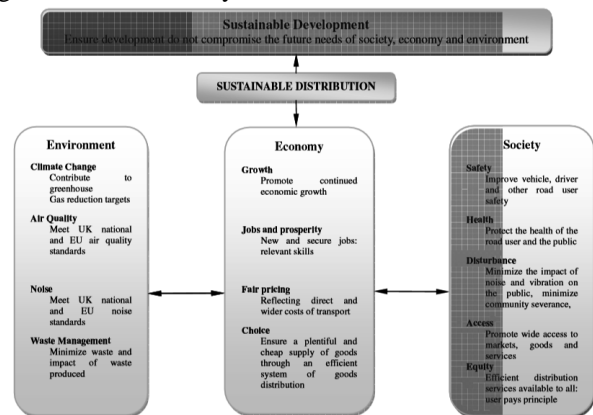 Sustainable Development
Ensure development do not compromise the future needs of society, economy and environment
SUSTAINABLE DISTRIBUTION
Environment
Climate Change
Contribute to
greenhouse
Gas reduction targets
Air Quality
Meet UK national
and EU air quality
standards
Noise
Meet UK national
and EU noise
standards
Waste Management
Minimize waste and
impact of waste
produced
Economy
Growth
Promote continued
economic growth
Jobs and prosperity
New and secure jobs:
relevant skills
Fair pricing
Reflecting direct and
wider costs of transport
Choice
Ensure a plentiful and
cheap supply of goods
through an efficient
system of goods
distribution
Society
Safety
Improve vehicle, driver
and other road user
safety
Health
Protect the health of the
road user and the public
Disturbance
Minimize the impact of
noise and vibration on
the public, minimize
community severance,
Access
Promote wide access to
markets, goods and
services
Equity
Efficient distribution
services available to all:
user pays principle